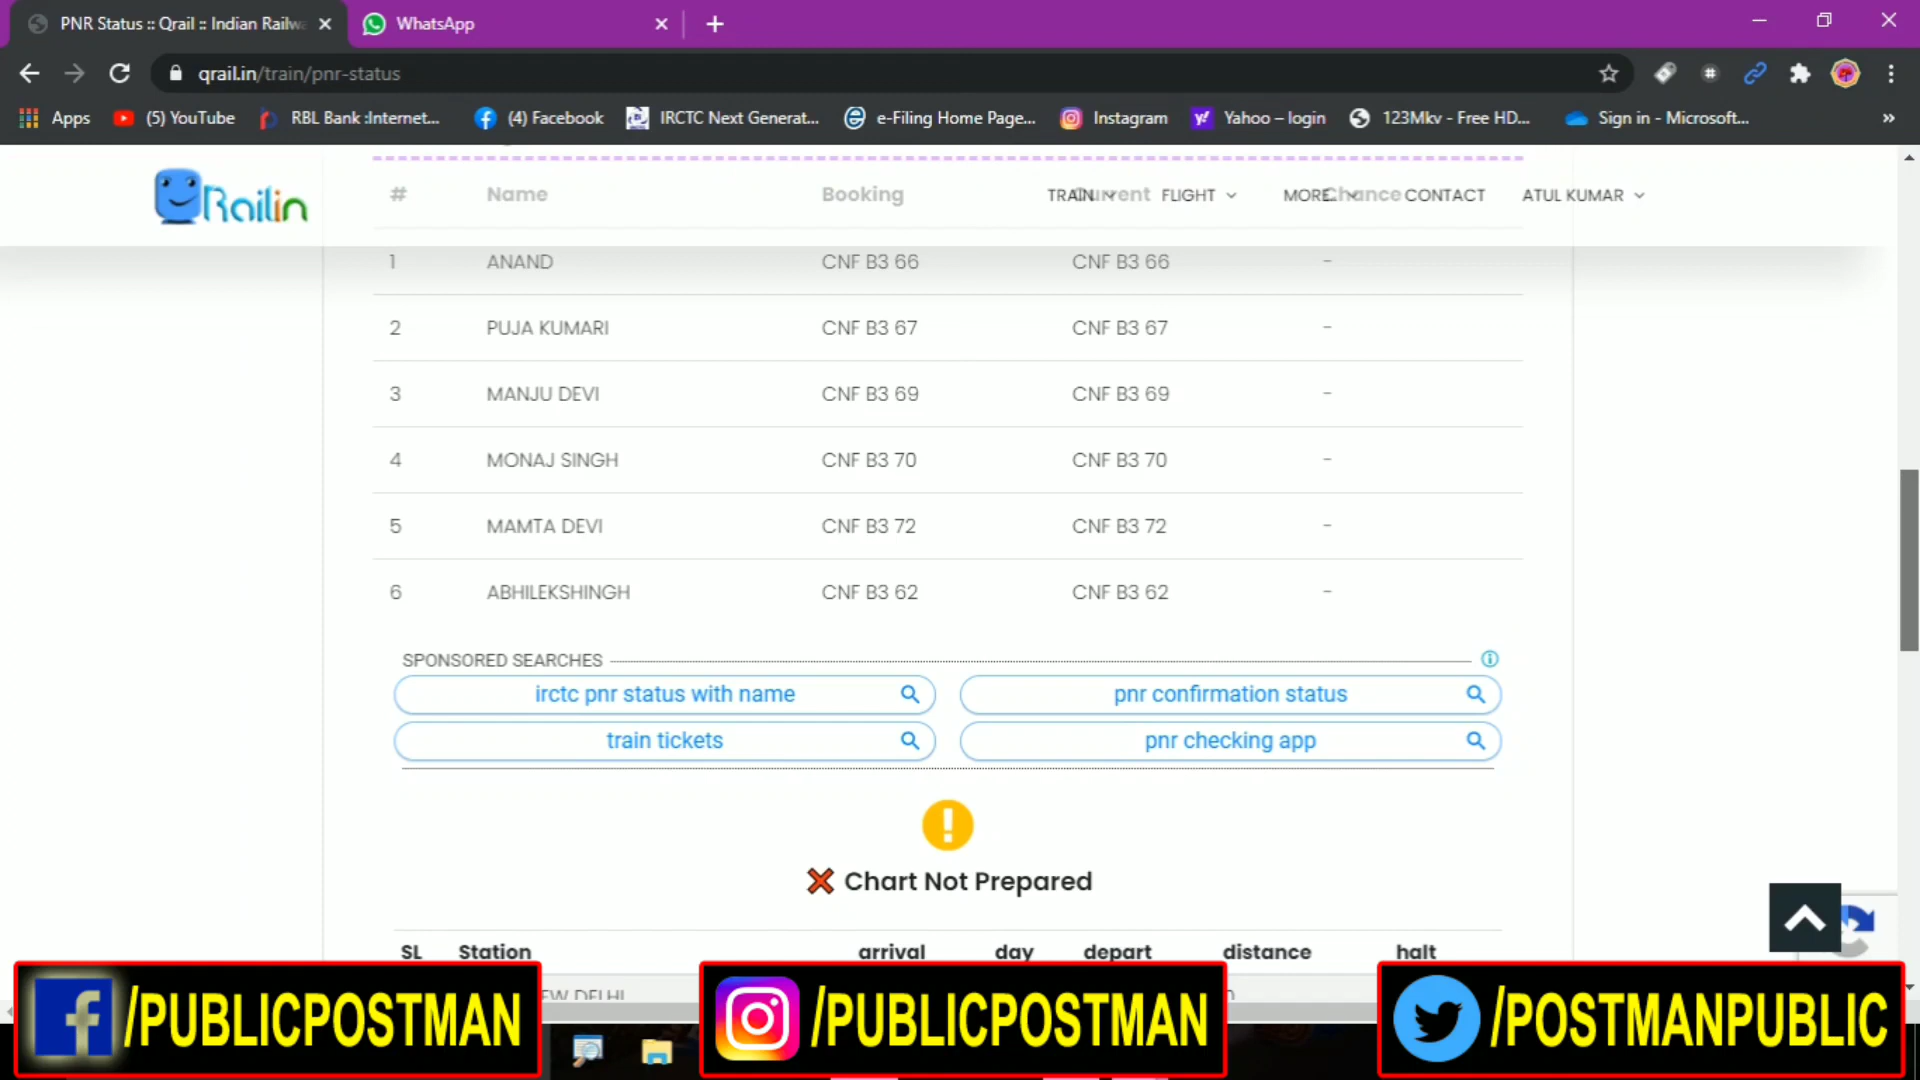 PNR Status :: Qrail :: Indian Railw
WhatsApp
qrail.in/train/pnr-status
Apps
(5) YouTube
RBL Bank :Internet...
(4) Facebook
IRCTC Next Generat...
e-Filing Home Page...
Instagram
Yahoo – login
123Mkv - Free HD...
Sign in - Microsoft...
Railin
# Name Booking Current Chance
TRAIN FLIGHT MORE CONTACT ATUL KUMAR
1 ANAND CNF B3 66 CNF B3 66 -
2 PUJA KUMARI CNF B3 67 CNF B3 67 -
3 MANJU DEVI CNF B3 69 CNF B3 69 -
4 MONAJ SINGH CNF B3 70 CNF B3 70 -
5 MAMTA DEVI CNF B3 72 CNF B3 72 -
6 ABHILEKSHINGH CNF B3 62 CNF B3 62 -
SPONSORED SEARCHES
irctc pnr status with name
pnr confirmation status
train tickets
pnr checking app
Chart Not Prepared
SL Station arrival day depart distance halt
/PUBLICPOSTMAN
/PUBLICPOSTMAN
/POSTMANPUBLIC